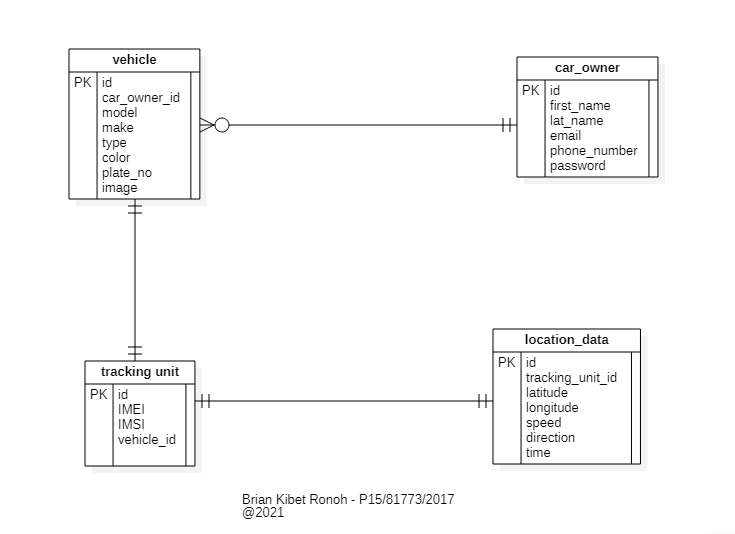 vehicle
PK id
car_owner_id
model
make
type
color
plate_no
image
car_owner
PK id
first_name
lat_name
email
phone_number
password
tracking unit
PK id
IMEI
IMSI
vehicle_id
location_data
PK id
tracking_unit_id
latitude
longitude
speed
direction
time
Brian Kibet Ronoh - P15/81773/2017
@2021